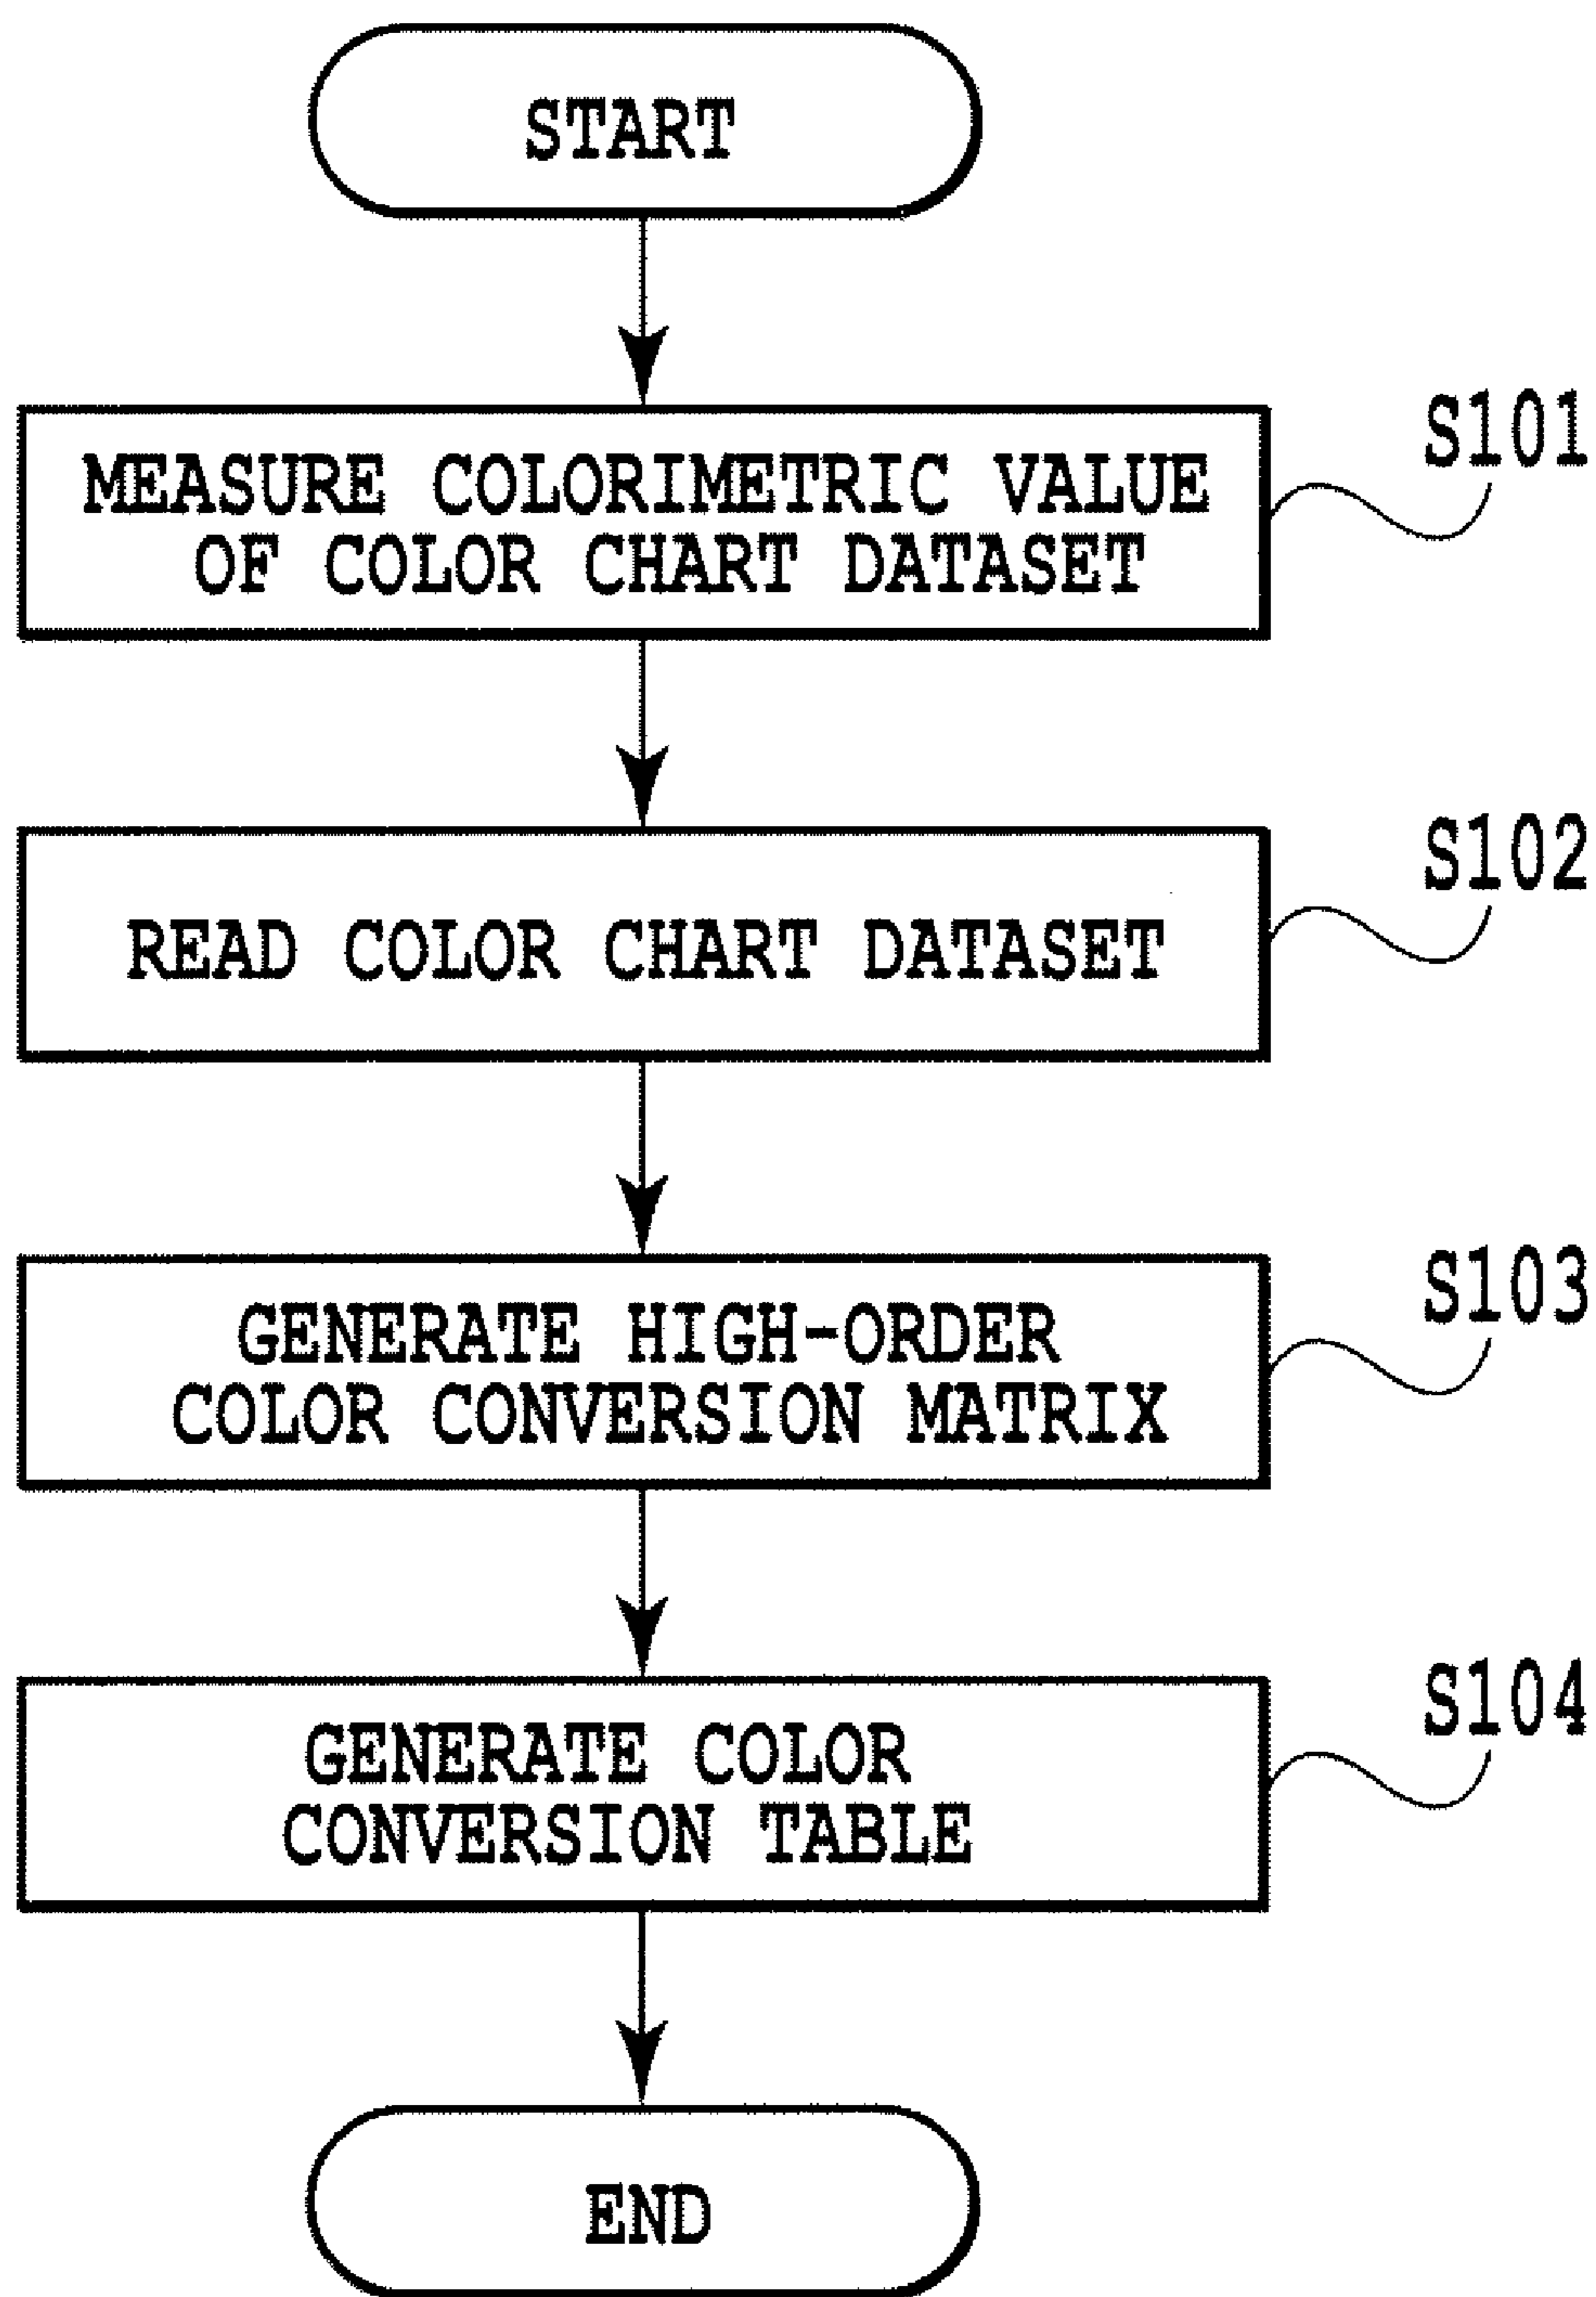 START
MEASURE COLORIMETRIC VALUE
OF COLOR CHART DATASET
S101
READ COLOR CHART DATASET
S102
GENERATE HIGH-ORDER
COLOR CONVERSION MATRIX
S103
GENERATE COLOR
CONVERSION TABLE
S104
END